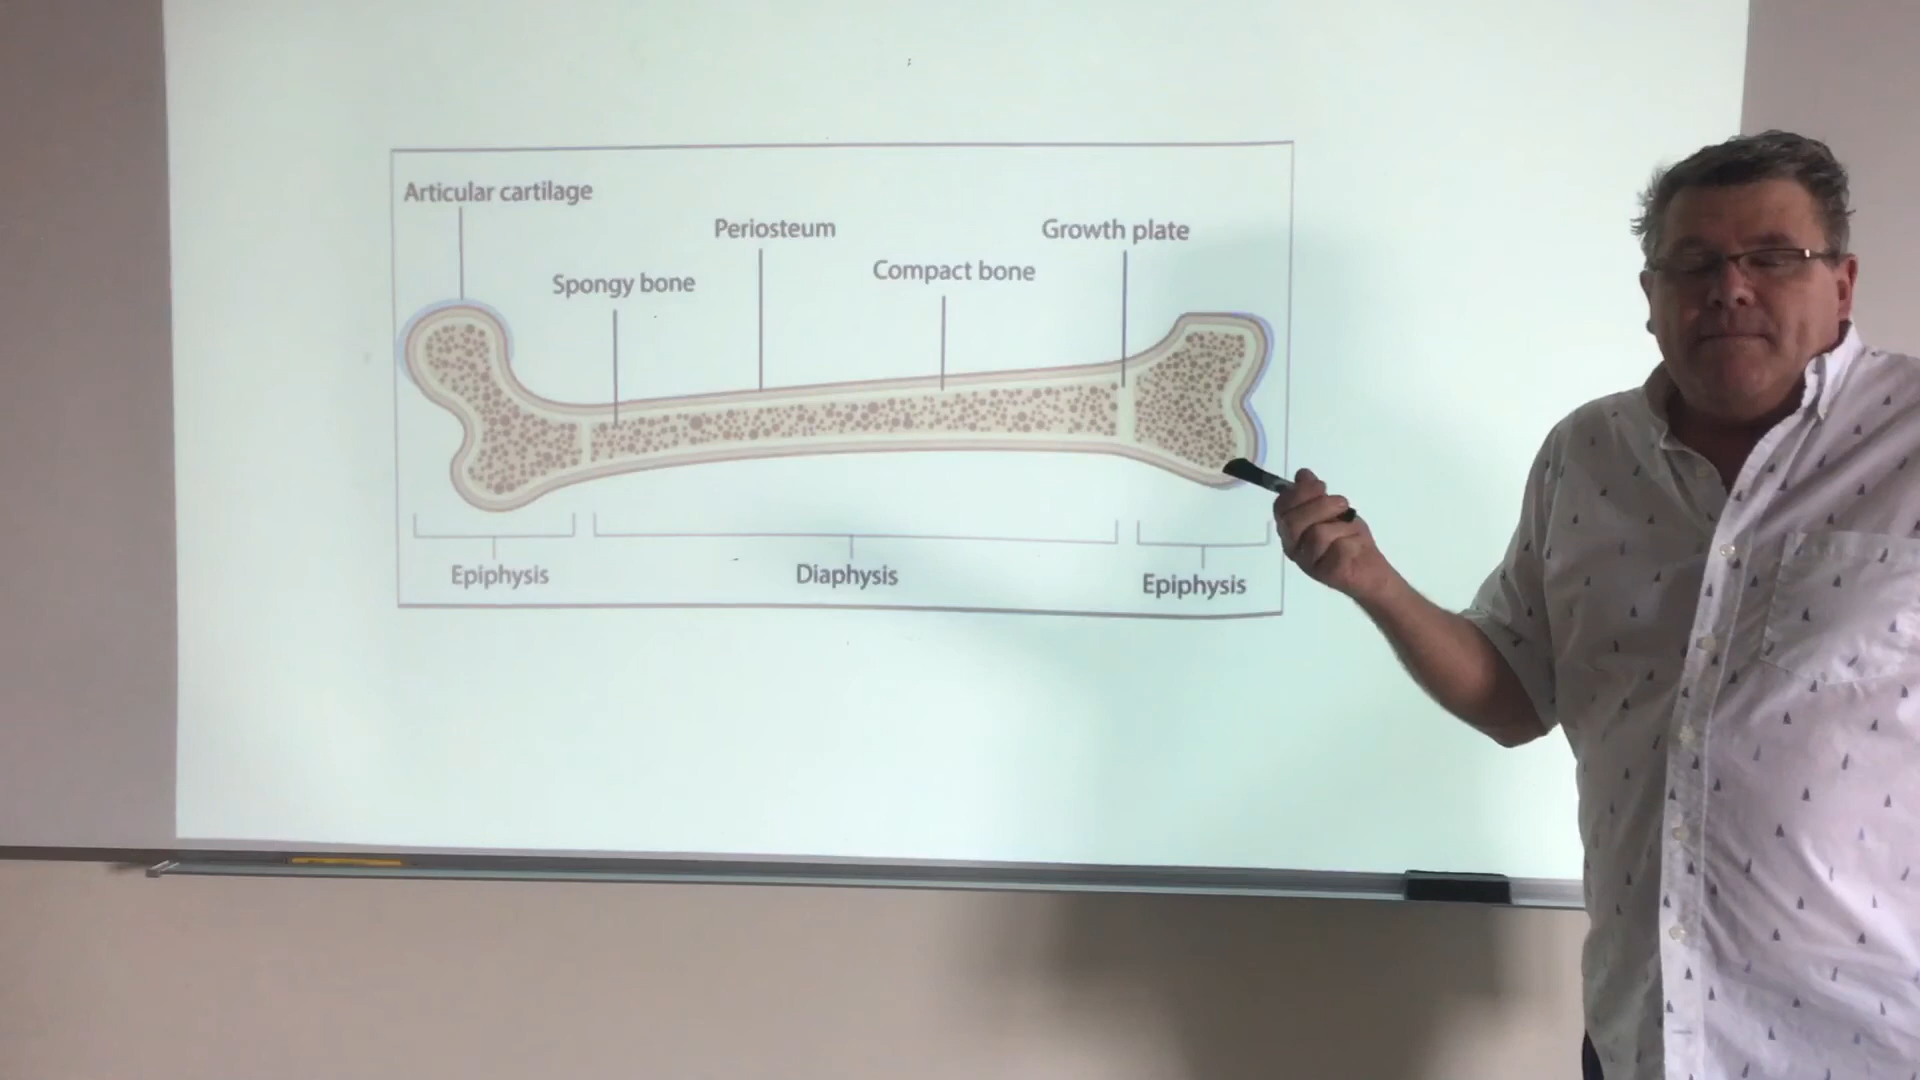 Articular cartilage
Periosteum
Growth plate
Compact bone
Spongy bone
Epiphysis
Diaphysis
Epiphysis